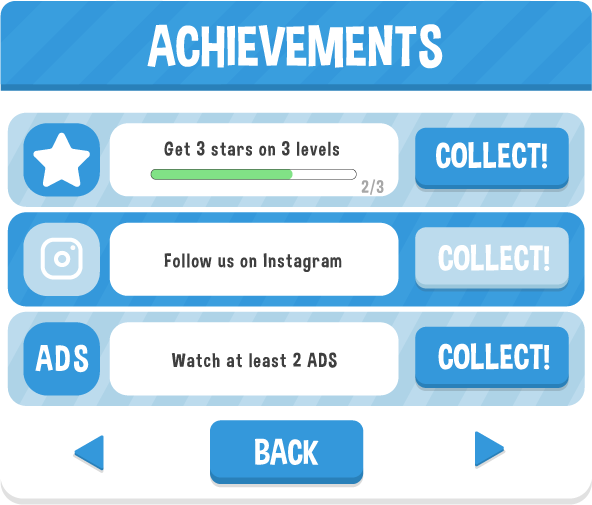 ACHIEVEMENTS
Get 3 stars on 3 levels
2/3
COLLECT!
Follow us on Instagram
COLLECT!
ADS
Watch at least 2 ADS
COLLECT!
BACK